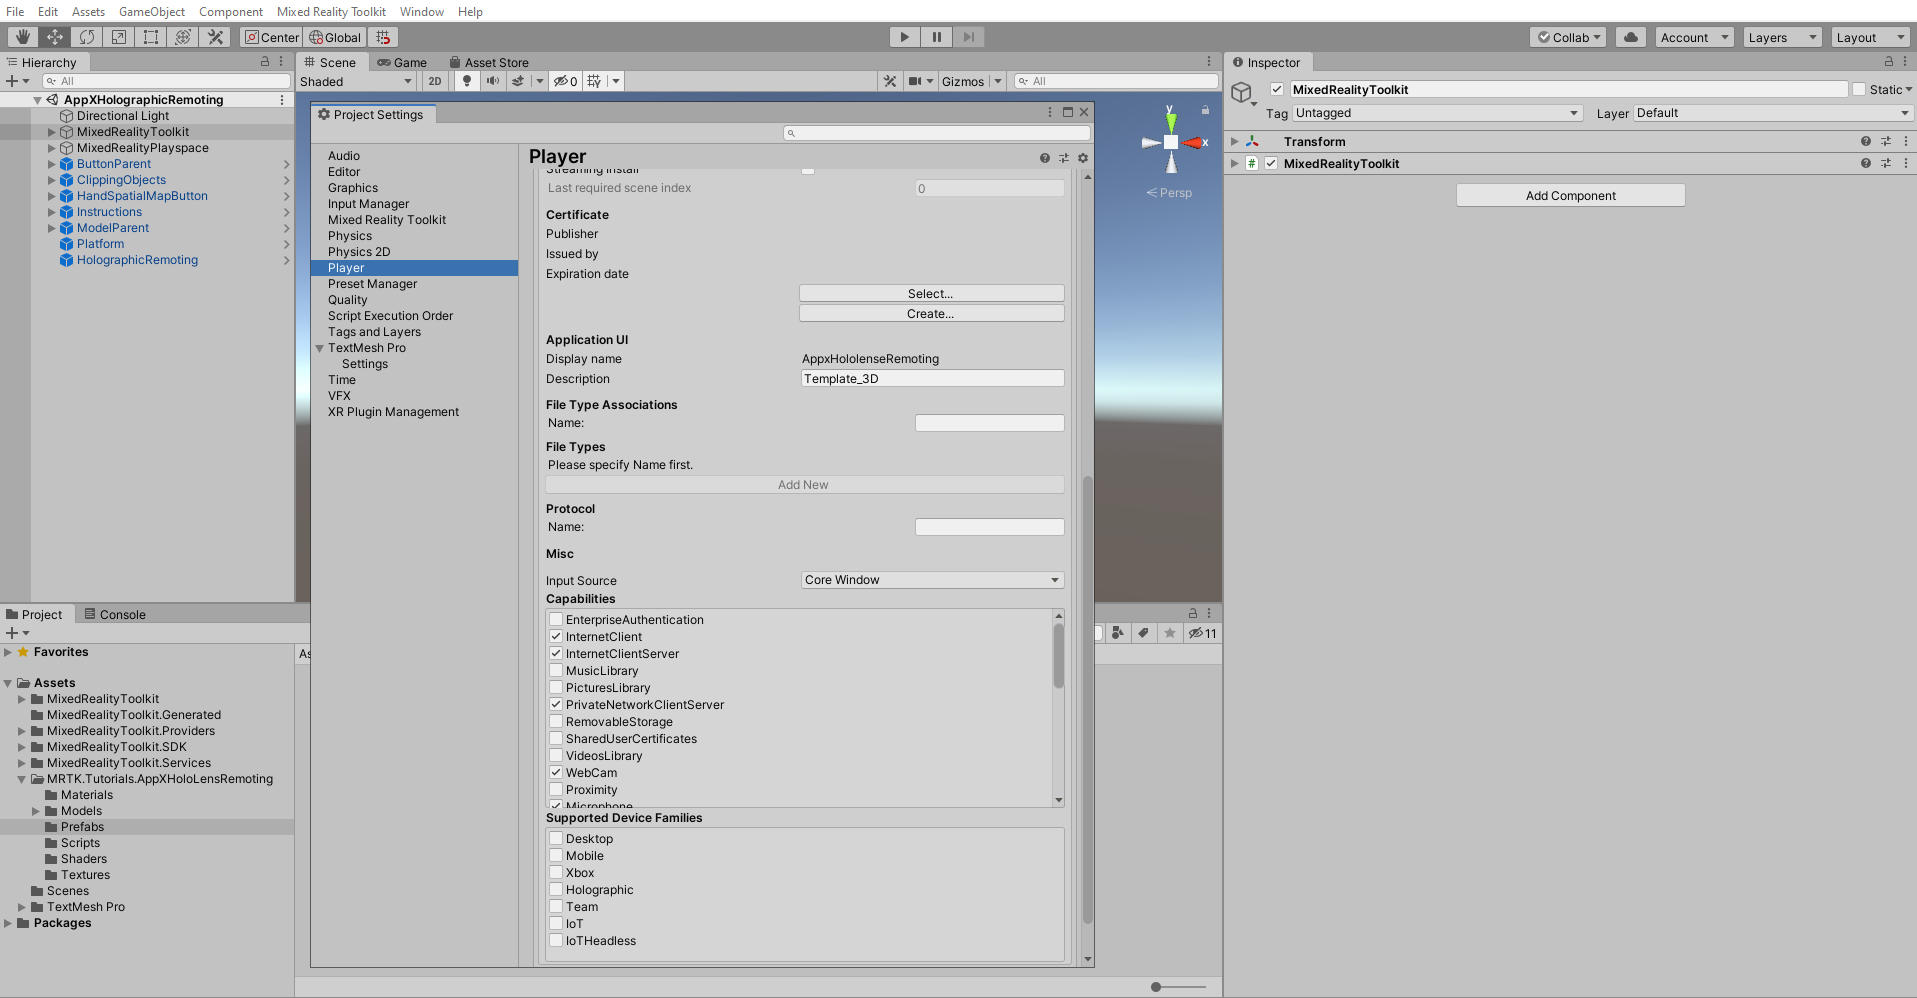 File Edit Assets GameObject Component Mixed Reality Toolkit Window Help
Center Global Collab Account Layers Layout
Hierarchy
All
AppXHolographicRemoting
Directional Light
MixedRealityToolkit
MixedRealityPlayspace
ButtonParent
ClippingObjects
HandSpatialMapButton
Instructions
ModelParent
Platform
HolographicRemoting
Scene Game Asset Store
Shaded 2D 0 Gizmos All
y
x
Persp
Project Settings
Audio
Editor
Graphics
Input Manager
Mixed Reality Toolkit
Physics
Physics 2D
Player
Preset Manager
Quality
Script Execution Order
Tags and Layers
TextMesh Pro
Settings
Time
VFX
XR Plugin Management
Player
Streaming Install
Last required scene index 0
Certificate
Publisher
Issued by
Expiration date
Select...
Create...
Application UI
Display name AppxHololenseRemoting
Description Template_3D
File Type Associations
Name:
File Types
Please specify Name first.
Add New
Protocol
Name:
Misc
Input Source Core Window
Capabilities
EnterpriseAuthentication
InternetClient
InternetClientServer
MusicLibrary
PicturesLibrary
PrivateNetworkClientServer
RemovableStorage
SharedUserCertificates
VideosLibrary
WebCam
Proximity
Microphone
Supported Device Families
Desktop
Mobile
Xbox
Holographic
Team
IoT
IoTHeadless
Inspector
MixedRealityToolkit Static
Tag Untagged Layer Default
Transform
# MixedRealityToolkit
Add Component
Project Console
11
As
Favorites
Assets
MixedRealityToolkit
MixedRealityToolkit.Generated
MixedRealityToolkit.Providers
MixedRealityToolkit.SDK
MixedRealityToolkit.Services
MRTK.Tutorials.AppXHoloLensRemoting
Materials
Models
Prefabs
Scripts
Shaders
Textures
Scenes
TextMesh Pro
Packages